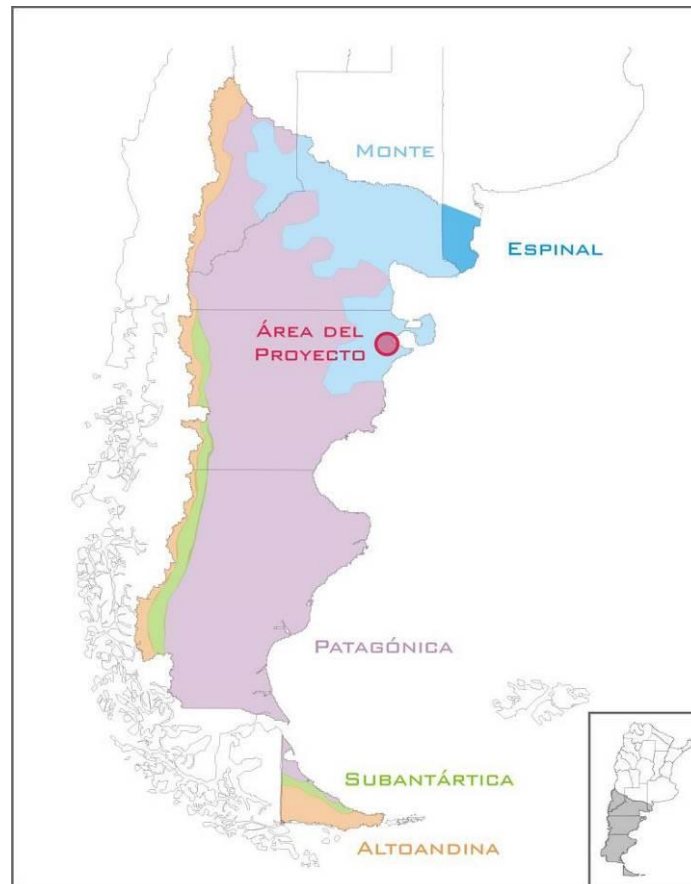 MONTE
ESPINAL
ÁREA DEL
PROYECTO
PATAGÓNICA
SUBANTÁRTICA
ALTOANDINA